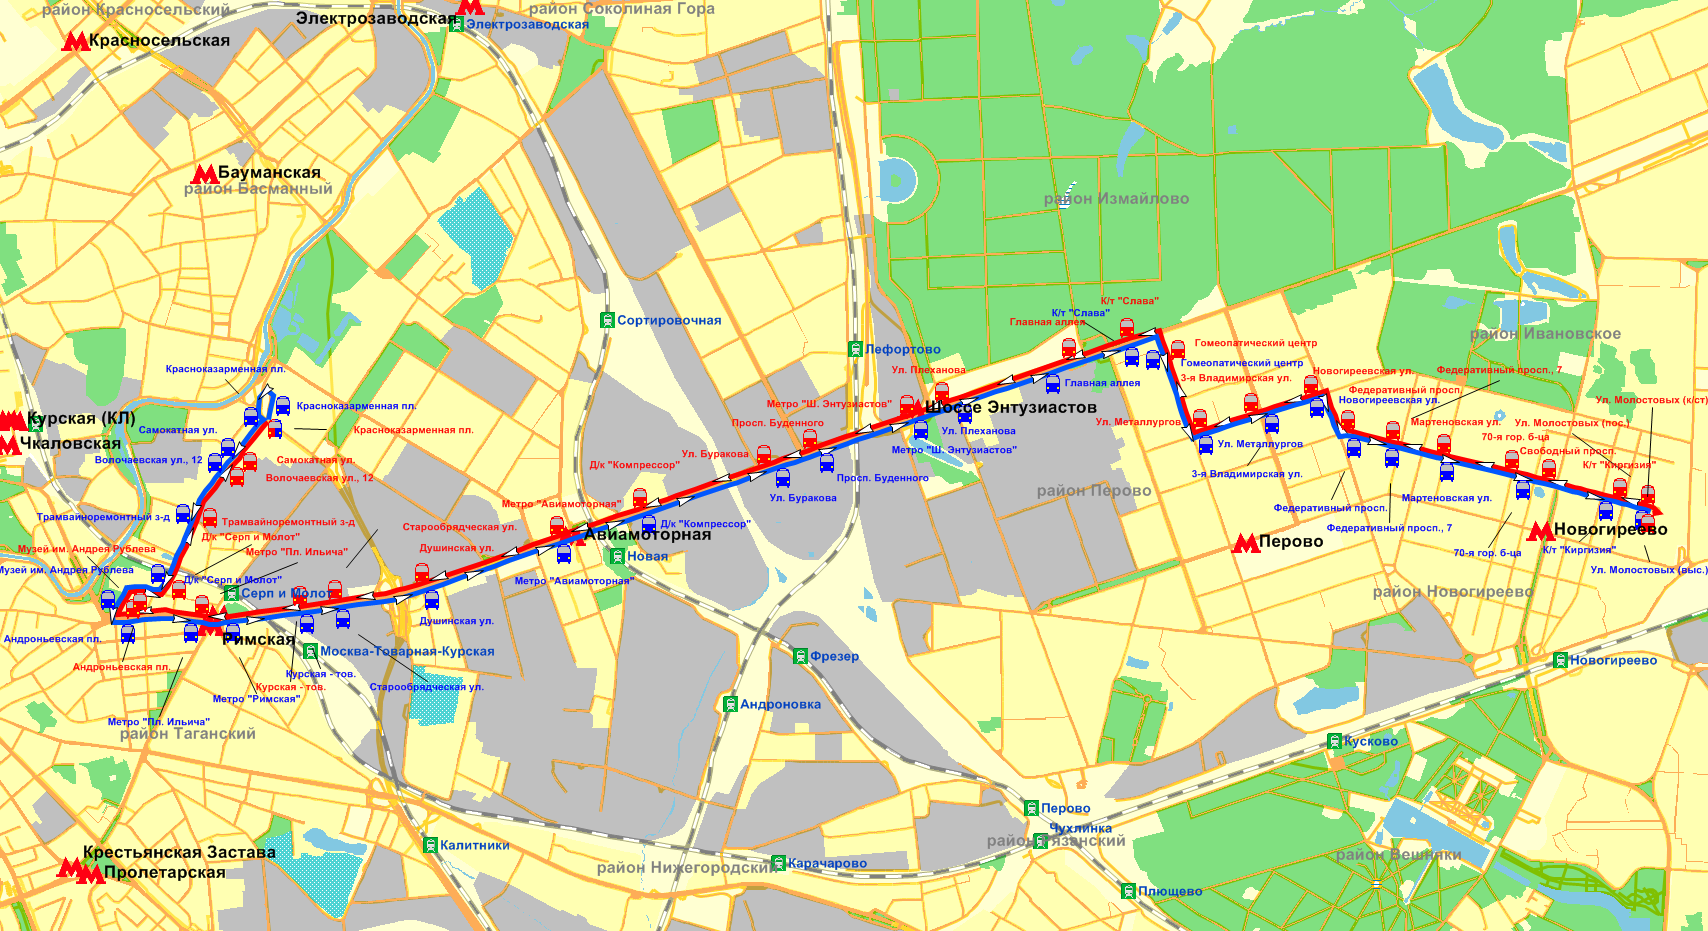 район Красносельский
район Соколиная Гора
Электрозаводская
Электрозаводская
Красносельская
Бауманская
район Басманный
район Измайлово
Сортировочная
Лефортово
К/т "Слава"
К/т "Слава"
Главная аллея
район Ивановское
Гомеопатический центр
Гомеопатический центр
Красноказарменная пл.
Ул. Плеханова
Главная аллея
3-я Владимирская ул.
Новогиреевская ул.
Федеративный просп., 7
Федеративный просп.
Новогиреевская ул.
Ул. Молостовых (к/ст)
Красноказарменная пл.
Метро "Ш. Энтузиастов"
Шоссе Энтузиастов
Курская (КЛ)
Чкаловская
Самокатная ул.
Красноказарменная пл.
Просп. Буденного
Ул. Плеханова
Ул. Металлургов
Мартеновская ул.
Ул. Молостовых (пос.)
70-я гор. б-ца
Волочаевская ул., 12
Самокатная ул.
Волочаевская ул., 12
Д/к "Компрессор"
Ул. Буракова
Метро "Ш. Энтузиастов"
Ул. Металлургов
Свободный просп.
К/т "Киргизия"
3-я Владимирская ул.
Просп. Буденного
Ул. Буракова
район Перово
Мартеновская ул.
Федеративный просп.
Трамвайноремонтный з-д
Трамвайноремонтный з-д
Метро "Авиамоторная"
Старообрядческая ул.
Д/к "Компрессор"
Федеративный просп., 7
Новогиреево
Авиамоторная
Д/к "Серп и Молот"
Музей им. Андрея Рублева
Метро "Пл. Ильича"
Душинская ул.
Новая
Перово
70-я гор. б-ца
К/т "Киргизия"
Музей им. Андрея Рублева
Д/к "Серп и Молот"
Метро "Авиамоторная"
Ул. Молостовых (выс.)
Серп и Молот
район Новогиреево
Душинская ул.
Андроньевская пл.
Римская
Москва-Товарная-Курская
Фрезер
Новогиреево
Андроньевская пл.
Курская - тов.
Курская - тов.
Старообрядческая ул.
Метро "Римская"
Андроновка
Метро "Пл. Ильича"
район Таганский
Кусково
Перово
Чухлинка
район Рязанский
Калитники
Крестьянская Застава
Пролетарская
район Нижегородский
Карачарово
район Вешняки
Плющево